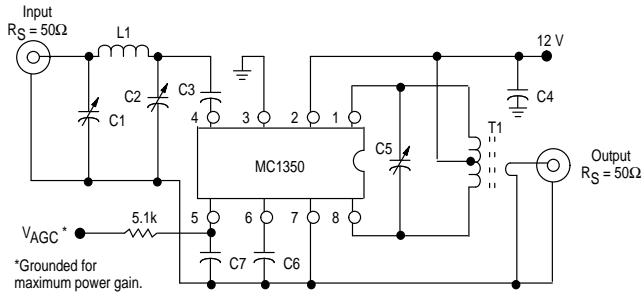 Input
RS = 50Ω
L1
12 V
C1
C2
C3
4
3
2
1
C4
C5
T1
MC1350
Output
RS = 50Ω
5
6
7
8
5.1k
VAGC *
C7
C6
*Grounded for
maximum power gain.